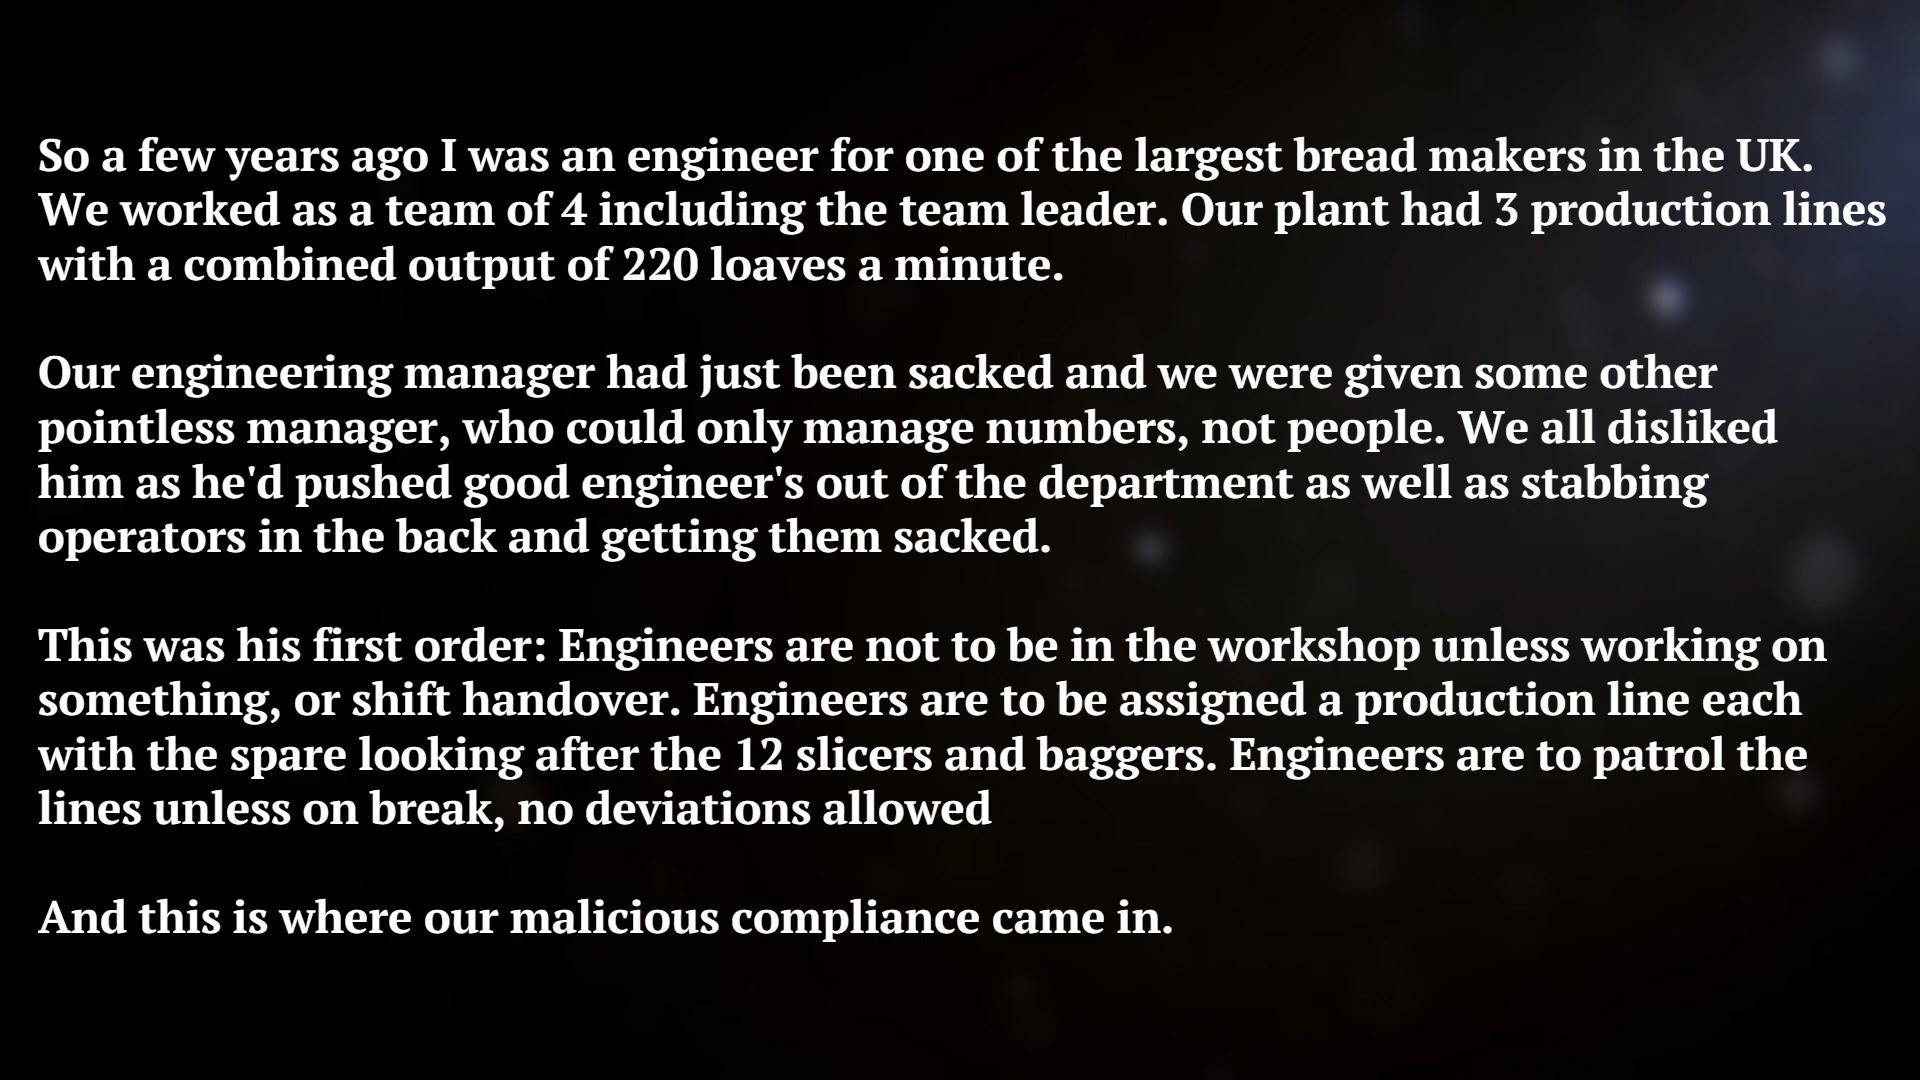 So a few years ago I was an engineer for one of the largest bread makers in the UK.
We worked as a team of 4 including the team leader. Our plant had 3 production lines
with a combined output of 220 loaves a minute.
Our engineering manager had just been sacked and we were given some other
pointless manager, who could only manage numbers, not people. We all disliked
him as he'd pushed good engineer's out of the department as well as stabbing
operators in the back and getting them sacked.
This was his first order: Engineers are not to be in the workshop unless working on
something, or shift handover. Engineers are to be assigned a production line each
with the spare looking after the 12 slicers and baggers. Engineers are to patrol the
lines unless on break, no deviations allowed
And this is where our malicious compliance came in.